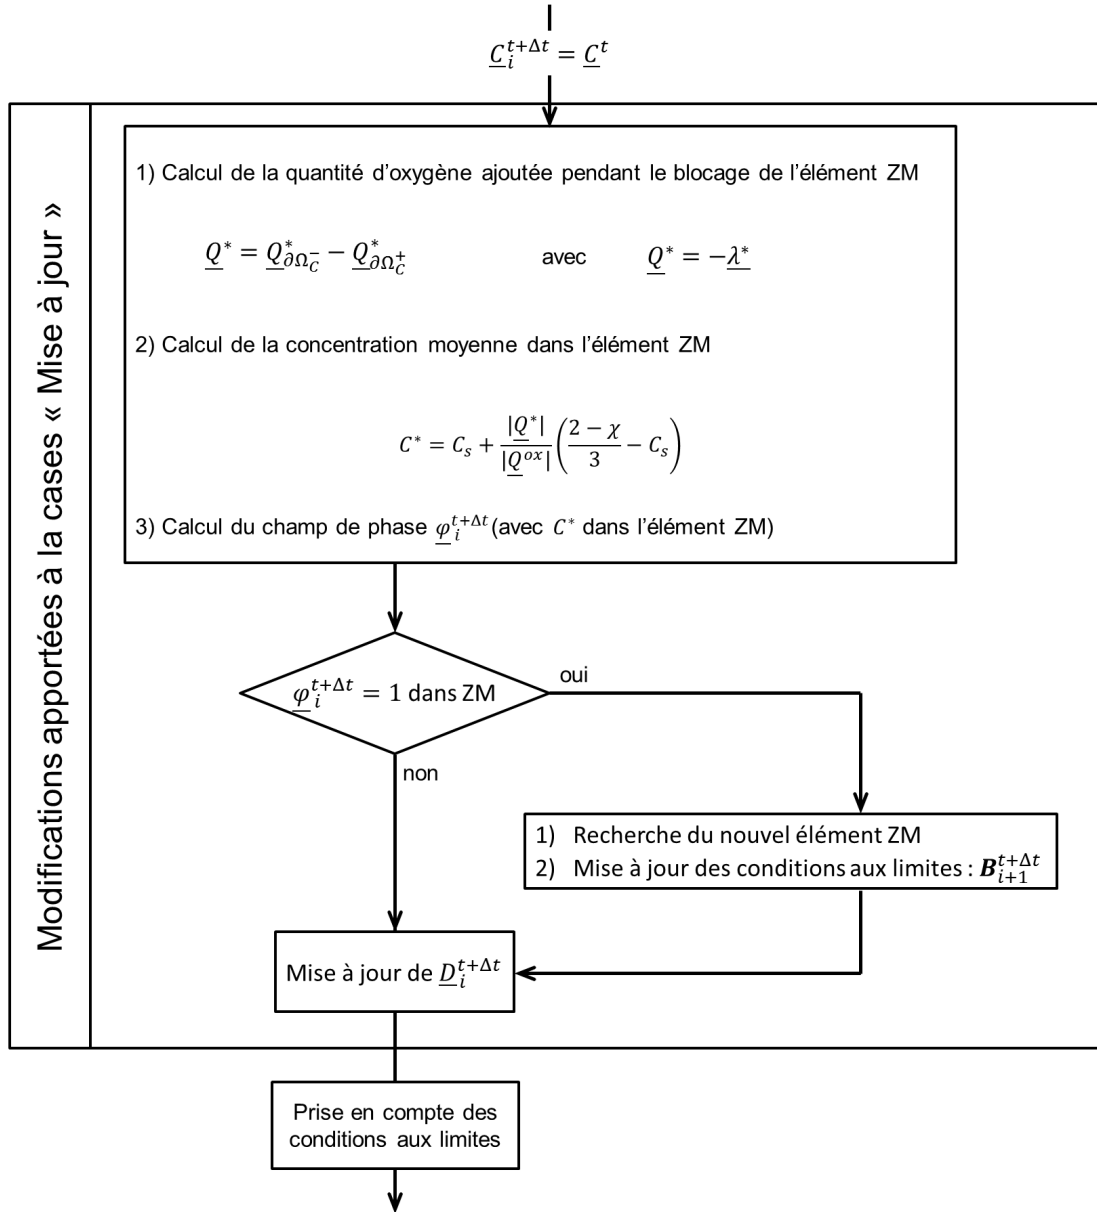 C_i^{t+Δt} = C^t
Modifications apportées à la cases « Mise à jour »
1) Calcul de la quantité d’oxygène ajoutée pendant le blocage de l’élément ZM
Q^* = Q^*_{∂Ω_C^-} − Q^*_{∂Ω_C^+} avec Q^* = −λ^*
2) Calcul de la concentration moyenne dans l’élément ZM
C^* = C_s + |Q^*|/|Q^{ox}| ((2 − χ)/3 − C_s)
3) Calcul du champ de phase φ_i^{t+Δt} (avec C^* dans l’élément ZM)
φ_i^{t+Δt} = 1 dans ZM
oui
non
1) Recherche du nouvel élément ZM
2) Mise à jour des conditions aux limites : B_{i+1}^{t+Δt}
Mise à jour de D_i^{t+Δt}
Prise en compte des
conditions aux limites